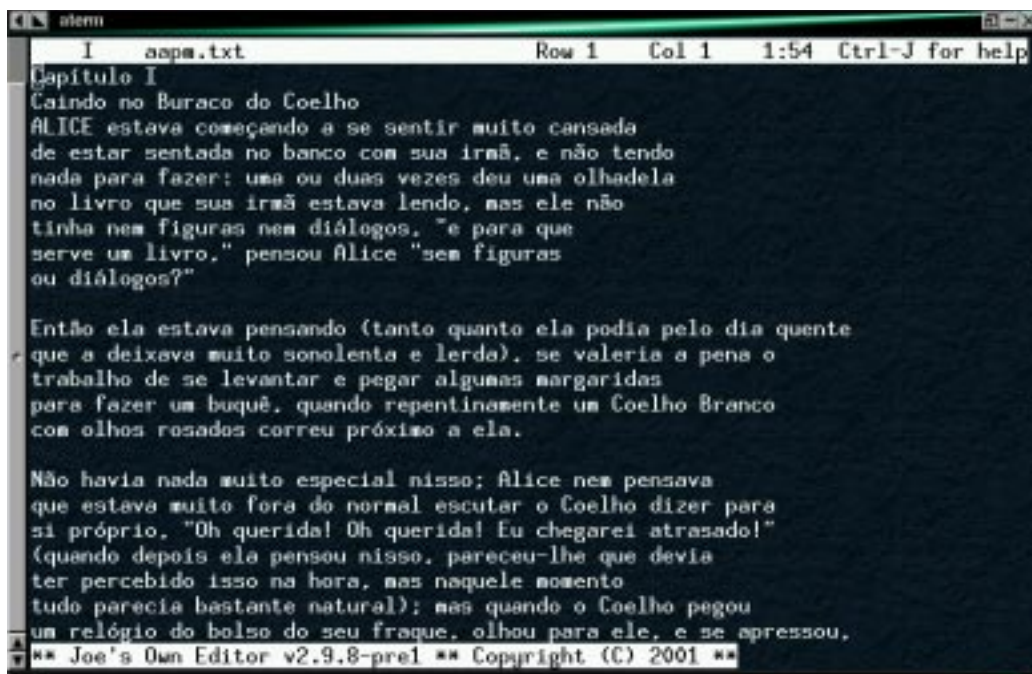 aterm
I aapm.txt Row 1 Col 1 1:54 Ctrl-J for help
Capítulo I
Caindo no Buraco do Coelho
ALICE estava começando a se sentir muito cansada
de estar sentada no banco com sua irmã, e não tendo
nada para fazer: uma ou duas vezes deu uma olhadela
no livro que sua irmã estava lendo, mas ele não
tinha nem figuras nem diálogos, "e para que
serve um livro," pensou Alice "sem figuras
ou diálogos?"
Então ela estava pensando (tanto quanto ela podia pelo dia quente
que a deixava muito sonolenta e lerda), se valeria a pena o
trabalho de se levantar e pegar algumas margaridas
para fazer um buquê, quando repentinamente um Coelho Branco
com olhos rosados correu próximo a ela.
Não havia nada muito especial nisso; Alice nem pensava
que estava muito fora do normal escutar o Coelho dizer para
si próprio, "Oh querida! Oh querida! Eu chegarei atrasado!"
(quando depois ela pensou nisso, pareceu-lhe que devia
ter percebido isso na hora, mas naquele momento
tudo parecia bastante natural); mas quando o Coelho pegou
um relógio do bolso do seu fraque, olhou para ele, e se apressou,
** Joe's Own Editor v2.9.8-pre1 ** Copyright (C) 2001 **